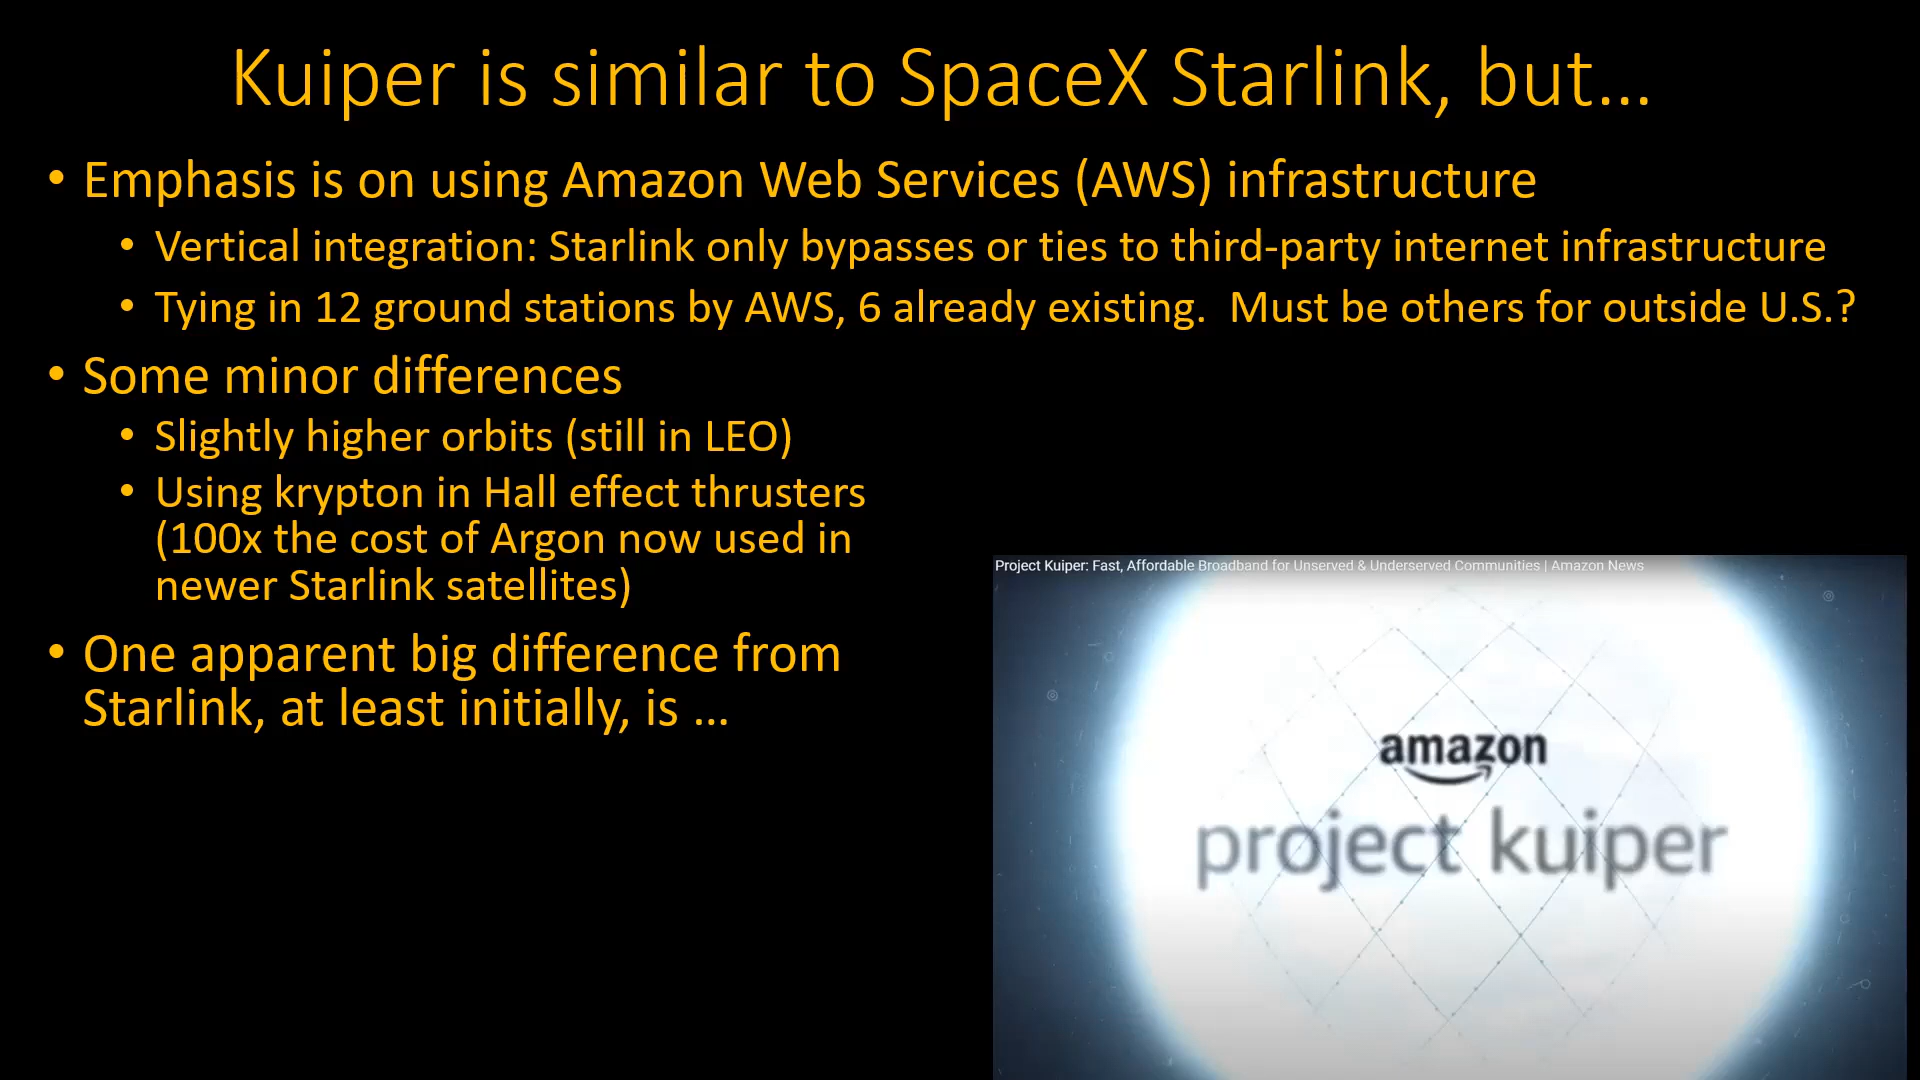 Kuiper is similar to SpaceX Starlink, but...
• Emphasis is on using Amazon Web Services (AWS) infrastructure
• Vertical integration: Starlink only bypasses or ties to third-party internet infrastructure
• Tying in 12 ground stations by AWS, 6 already existing.  Must be others for outside U.S.?
• Some minor differences
• Slightly higher orbits (still in LEO)
• Using krypton in Hall effect thrusters
(100x the cost of Argon now used in
newer Starlink satellites)
• One apparent big difference from
Starlink, at least initially, is ...
Project Kuiper: Fast, Affordable Broadband for Unserved & Underserved Communities | Amazon News
amazon
project kuiper